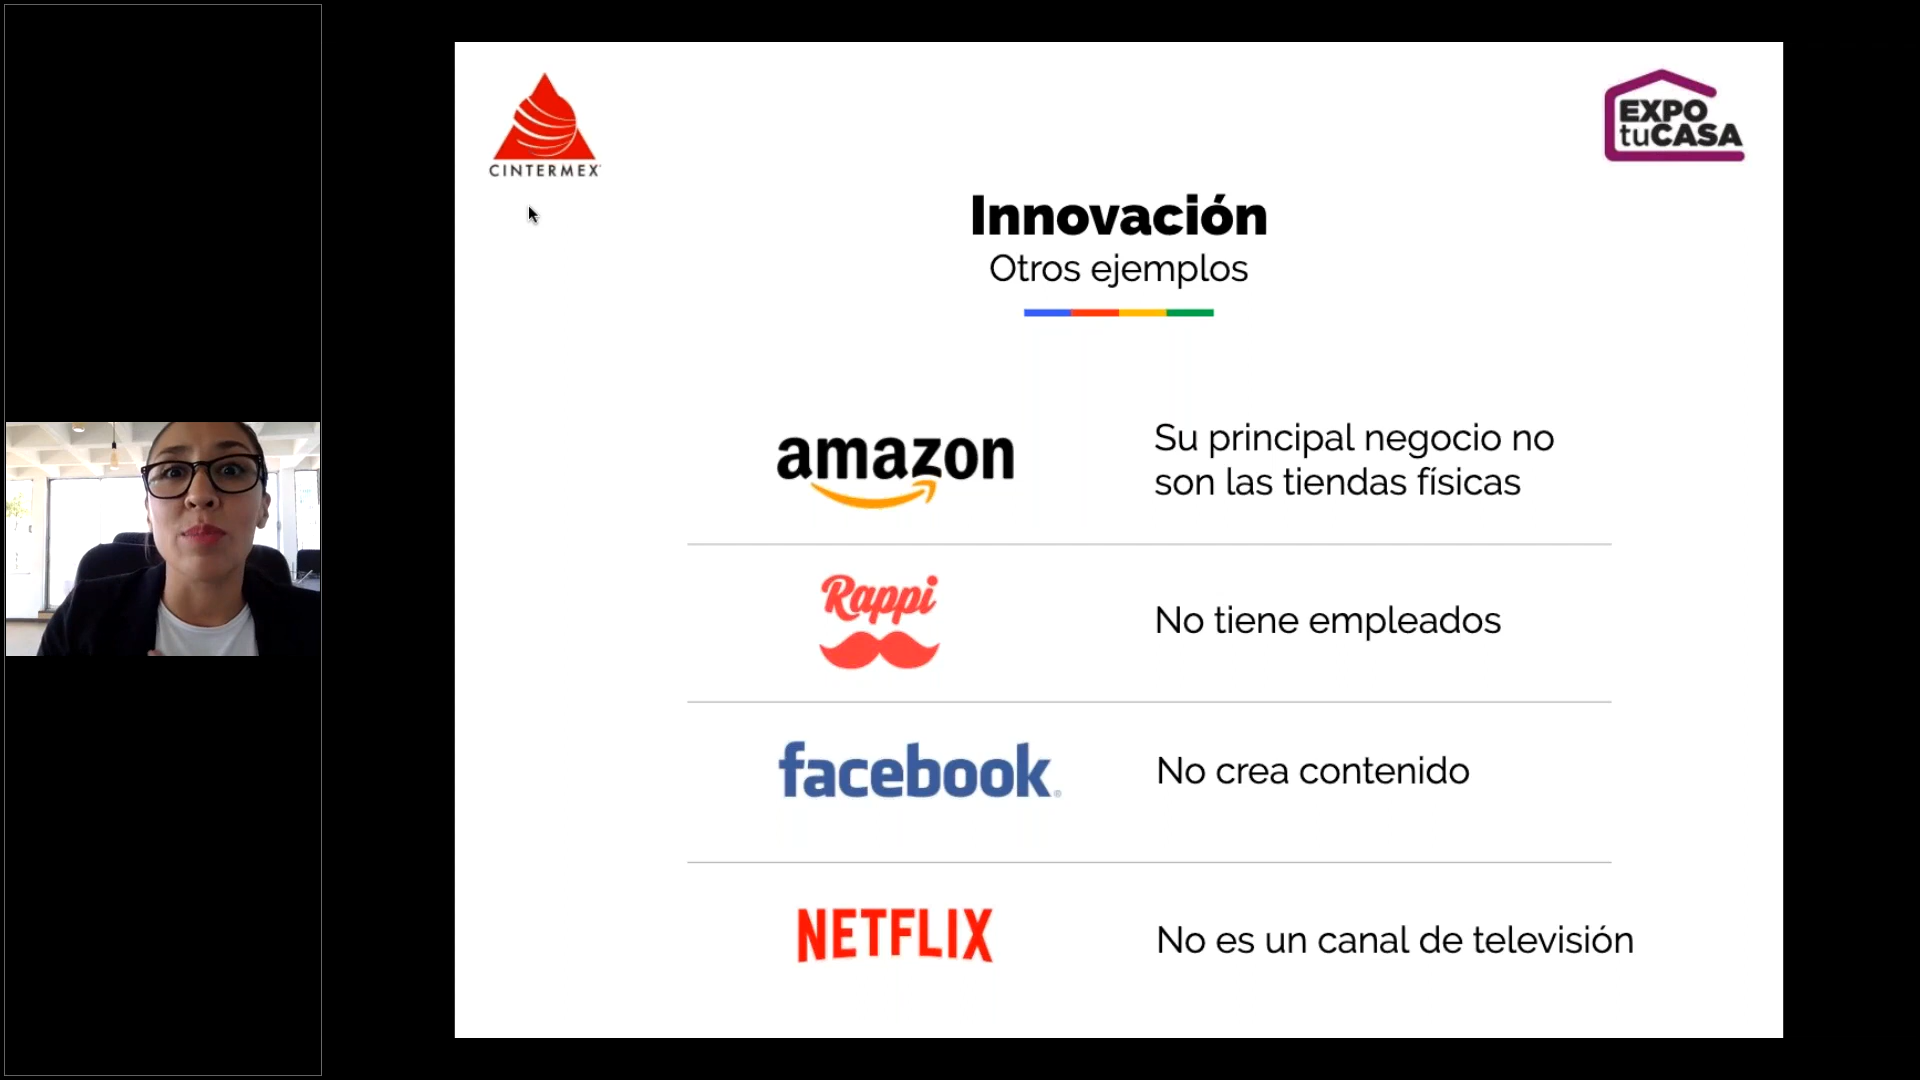 CINTERMEX
EXPO
tuCASA
Innovación
Otros ejemplos
amazon
Su principal negocio no
son las tiendas físicas
Rappi
No tiene empleados
facebook®
No crea contenido
NETFLIX
No es un canal de televisión